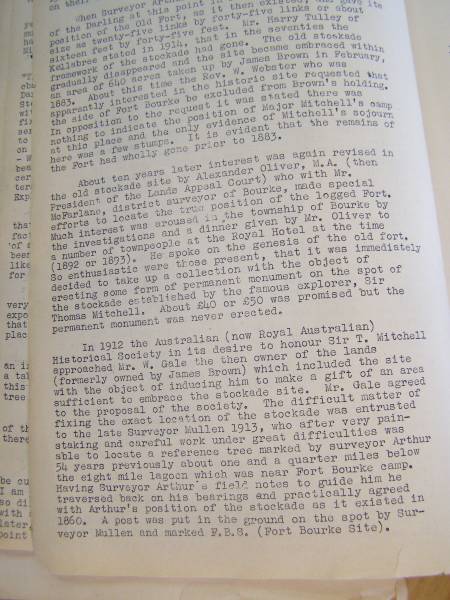 When Surveyor
of the Darling at this point in
position of the Old Fort, as it then existed, and gave its
size as twenty-five links by forty-five links or about
sixteen feet by forty-five feet. Mr. Harry Tulley of
Kallabree stated in 1914, that in the seventies the
framework of the stockade had gone. The old stockade
gradually disappeared and the site became embraced within
an area of 640 acres taken up by James Brown in February,
1883. About this time the Rev. W. Webster who was
apparently interested in the historic site requested that
the side of Fort Bourke be excluded from Brown's holding.
In opposition to the request it was stated there was
nothing to indicate the position of Major Mitchell's camp
at this place and the only evidence of Mitchell's sojourn
here was a few stumps. It is evident that the remains of
the Fort had wholly gone prior to 1883.
About ten years later interest was again revised in
the old stockade site by Alexander Oliver, M.A. (then
President of the Lands Appeal Court) who with Mr.
McFarlane, district surveyor of Bourke, made special
efforts to locate the true position of the logged Fort.
Much interest was aroused in the township of Bourke by
the investigations and a dinner given by Mr. Oliver to
a number of townpeople at the Royal Hotel at the time
(1892 or 1893). He spoke on the genesis of the old fort.
So enthusiastic were those present, that it was immediately
decided to take up a collection with the object of
erecting some form of permanent monument on the spot of
the stockade established by the famous explorer, Sir
Thomas Mitchell. About £40 or £50 was promised but the
permanent monument was never erected.
In 1912 the Australian (now Royal Australian)
Historical Society in its desire to honour Sir T. Mitchell
approached Mr. W. Gale the then owner of the lands
(formerly owned by James Brown) which included the site
with the object of inducing him to make a gift of an area
sufficient to embrace the stockade site. Mr. Gale agreed
to the proposal of the society. The difficult matter of
fixing the exact location of the stockade was entrusted
to the late Surveyor Mullen 1913, who after very pain-
staking and careful work under great difficulties was
able to locate a reference tree marked by surveyor Arthur
54 years previously about one and a quarter miles below
the eight mile lagoon which was near Fort Bourke camp.
Having Surveyor Arthur's field notes to guide him he
traversed back on his bearings and practically agreed
with Arthur's position of the stockade as it existed in
1860. A post was put in the ground on the spot by Sur-
veyor Mullen and marked F.B.S. (Fort Bourke Site).